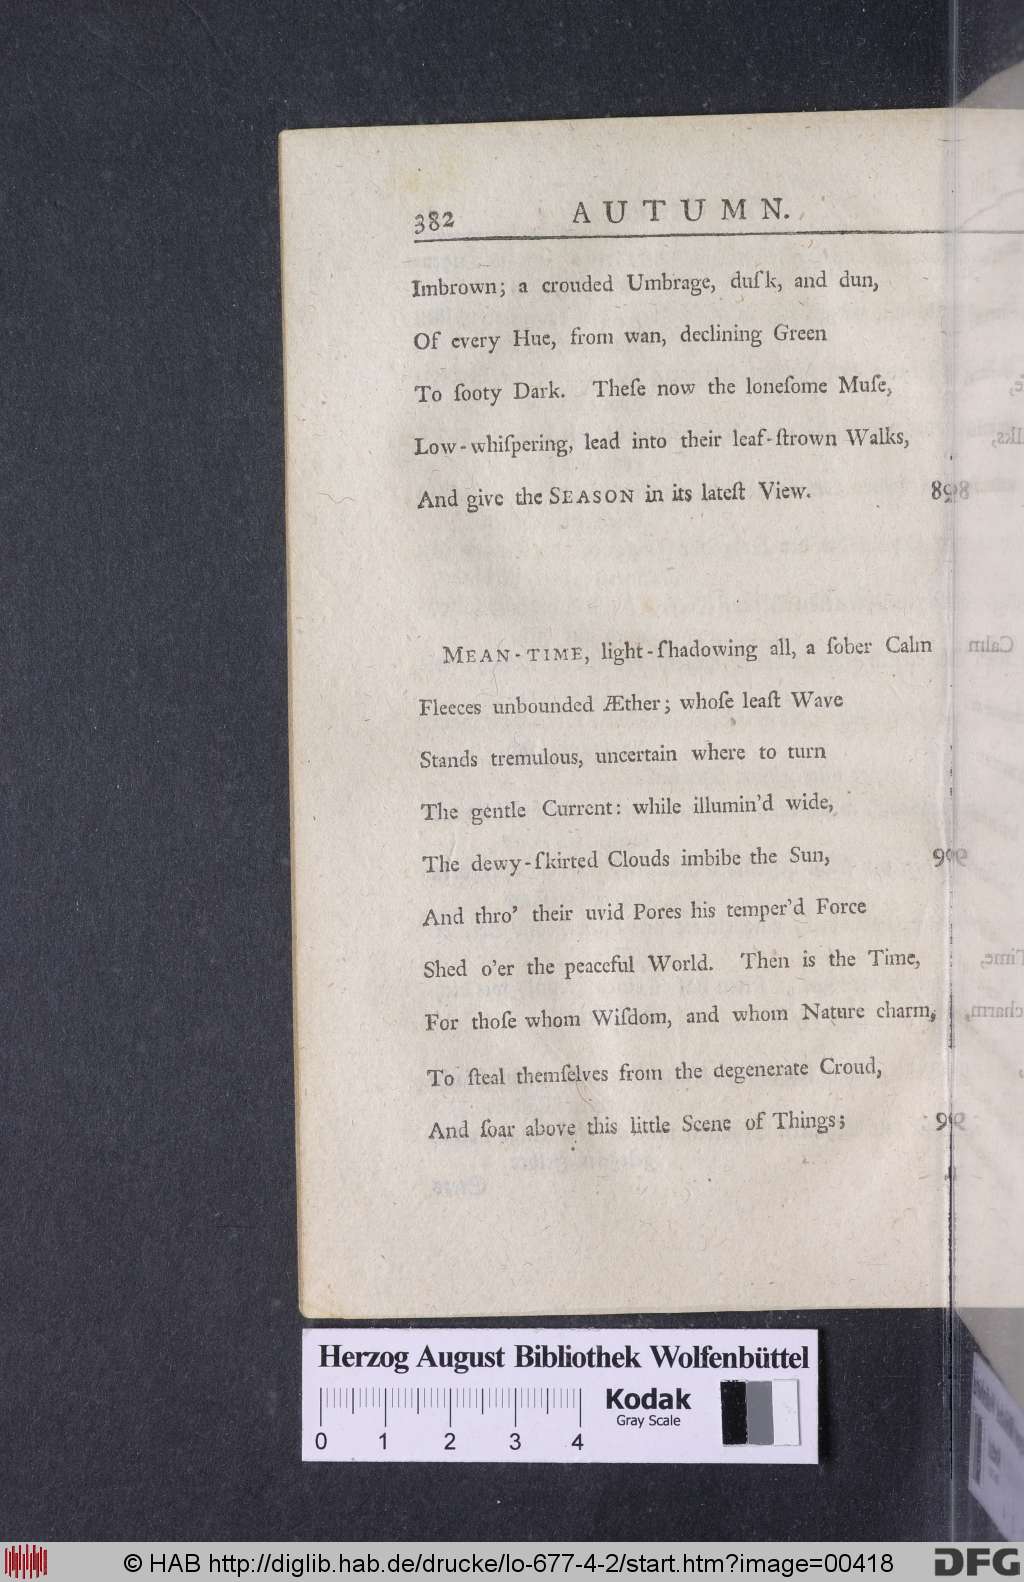 382 AUTUMN.
Imbrown; a crouded Umbrage, duſk, and dun,
Of every Hue, from wan, declining Green
To ſooty Dark. Theſe now the loneſome Muſe,
Low-whiſpering, lead into their leaf-ſtrown Walks,
And give the SEASON in its lateſt View.
MEAN-TIME, light-ſhadowing all, a ſober Calm
Fleeces unbounded Æther; whoſe leaſt Wave
Stands tremulous, uncertain where to turn
The gentle Current: while illumin'd wide,
The dewy-ſkirted Clouds imbibe the Sun,
And thro' their uvid Pores his temper'd Force
Shed o'er the peaceful World. Then is the Time,
For thoſe whom Wiſdom, and whom Nature charm,
To ſteal themſelves from the degenerate Croud,
And ſoar above this little Scene of Things;
Herzog August Bibliothek Wolfenbüttel
Kodak
Gray Scale
0 1 2 3 4
© HAB http://diglib.hab.de/drucke/lo-677-4-2/start.htm?image=00418 DFG